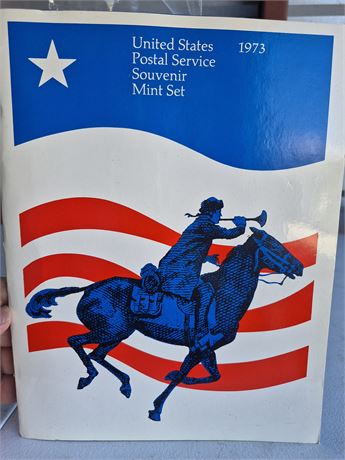 United States 1973
Postal Service
Souvenir
Mint Set